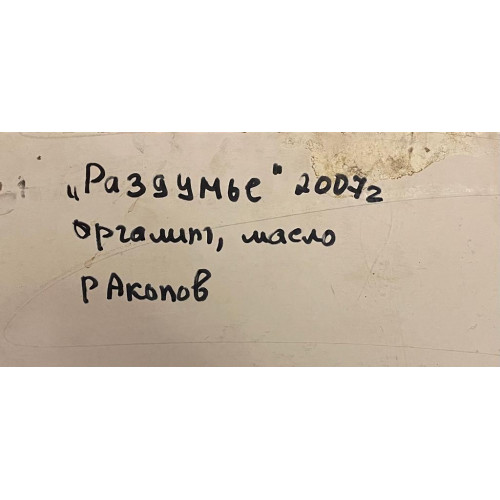 „Раздумье" 2007г
оргалит, масло
Р Акопов